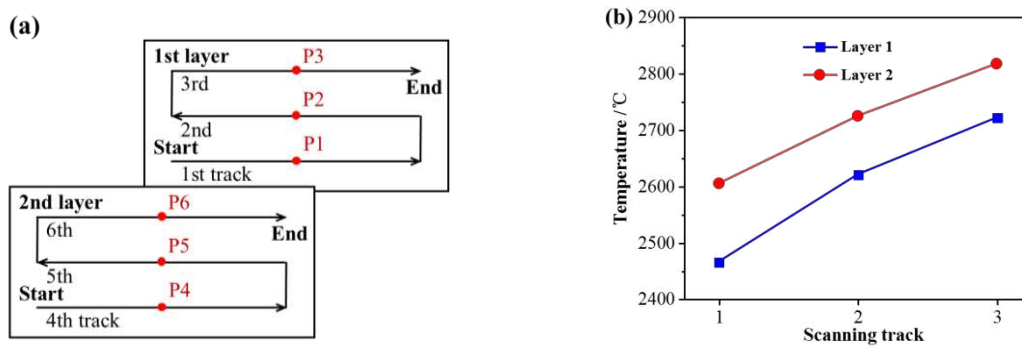 (a)
1st layer
P3
3rd
End
P2
2nd
Start
P1
1st track
2nd layer
P6
6th
End
P5
5th
Start
P4
4th track
(b)
2900
2800
2700
2600
2500
2400
Temperature /℃
Layer 1
Layer 2
1
2
3
Scanning track